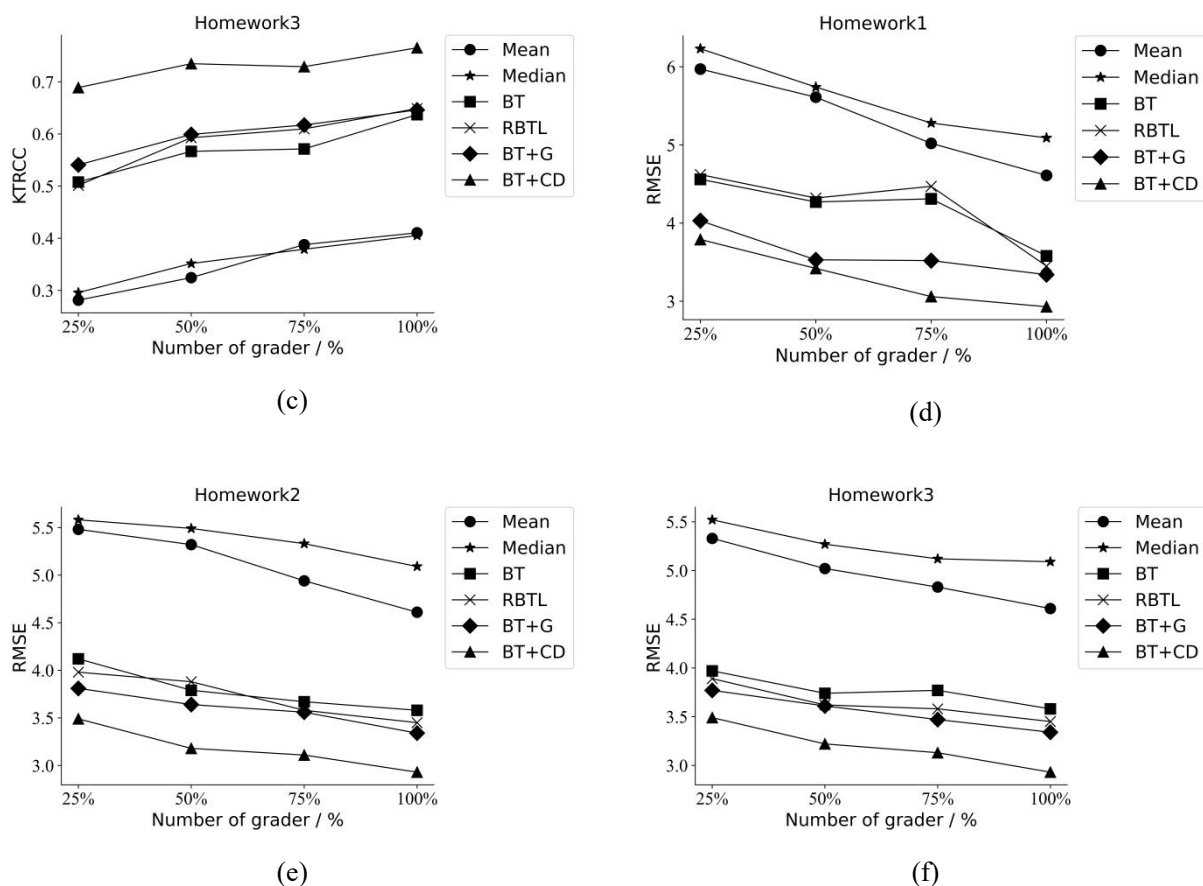 Homework3
KTRCC
0.7
0.6
0.5
0.4
0.3
25% 50% 75% 100%
Number of grader / %
Mean
Median
BT
RBTL
BT+G
BT+CD
(c)
Homework1
RMSE
6
5
4
3
25% 50% 75% 100%
Number of grader / %
Mean
Median
BT
RBTL
BT+G
BT+CD
(d)
Homework2
RMSE
5.5
5.0
4.5
4.0
3.5
3.0
25% 50% 75% 100%
Number of grader / %
Mean
Median
BT
RBTL
BT+G
BT+CD
(e)
Homework3
RMSE
5.5
5.0
4.5
4.0
3.5
3.0
25% 50% 75% 100%
Number of grader / %
Mean
Median
BT
RBTL
BT+G
BT+CD
(f)